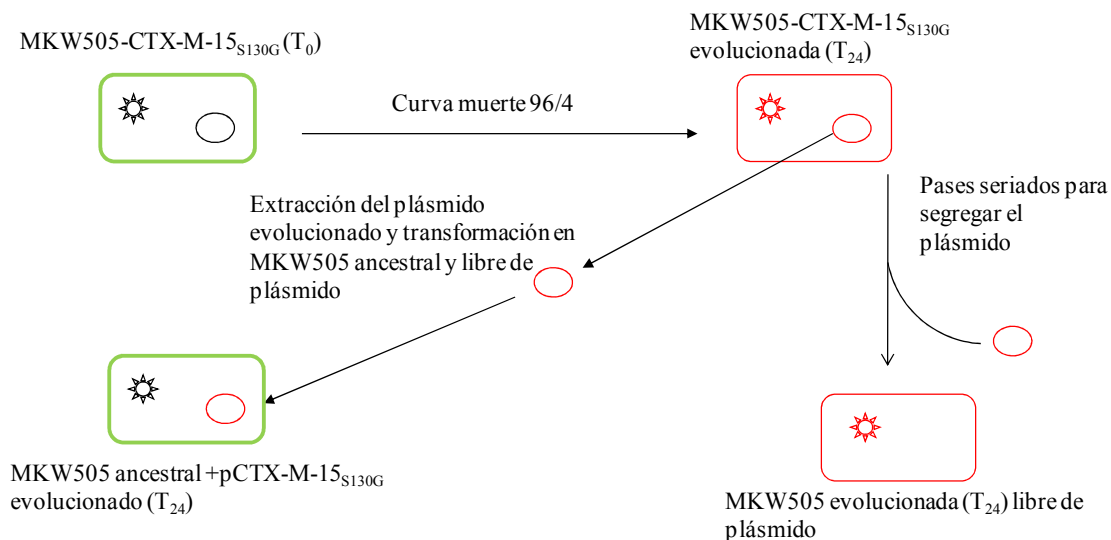 MKW505-CTX-M-15S130G (T0)
MKW505-CTX-M-15S130G
evolucionada (T24)
Curva muerte 96/4
Extracción del plásmido
evolucionado y transformación en
MKW505 ancestral y libre de
plásmido
Pases seriados para
segregar el
plásmido
MKW505 ancestral +pCTX-M-15S130G
evolucionado (T24)
MKW505 evolucionada (T24) libre de
plásmido